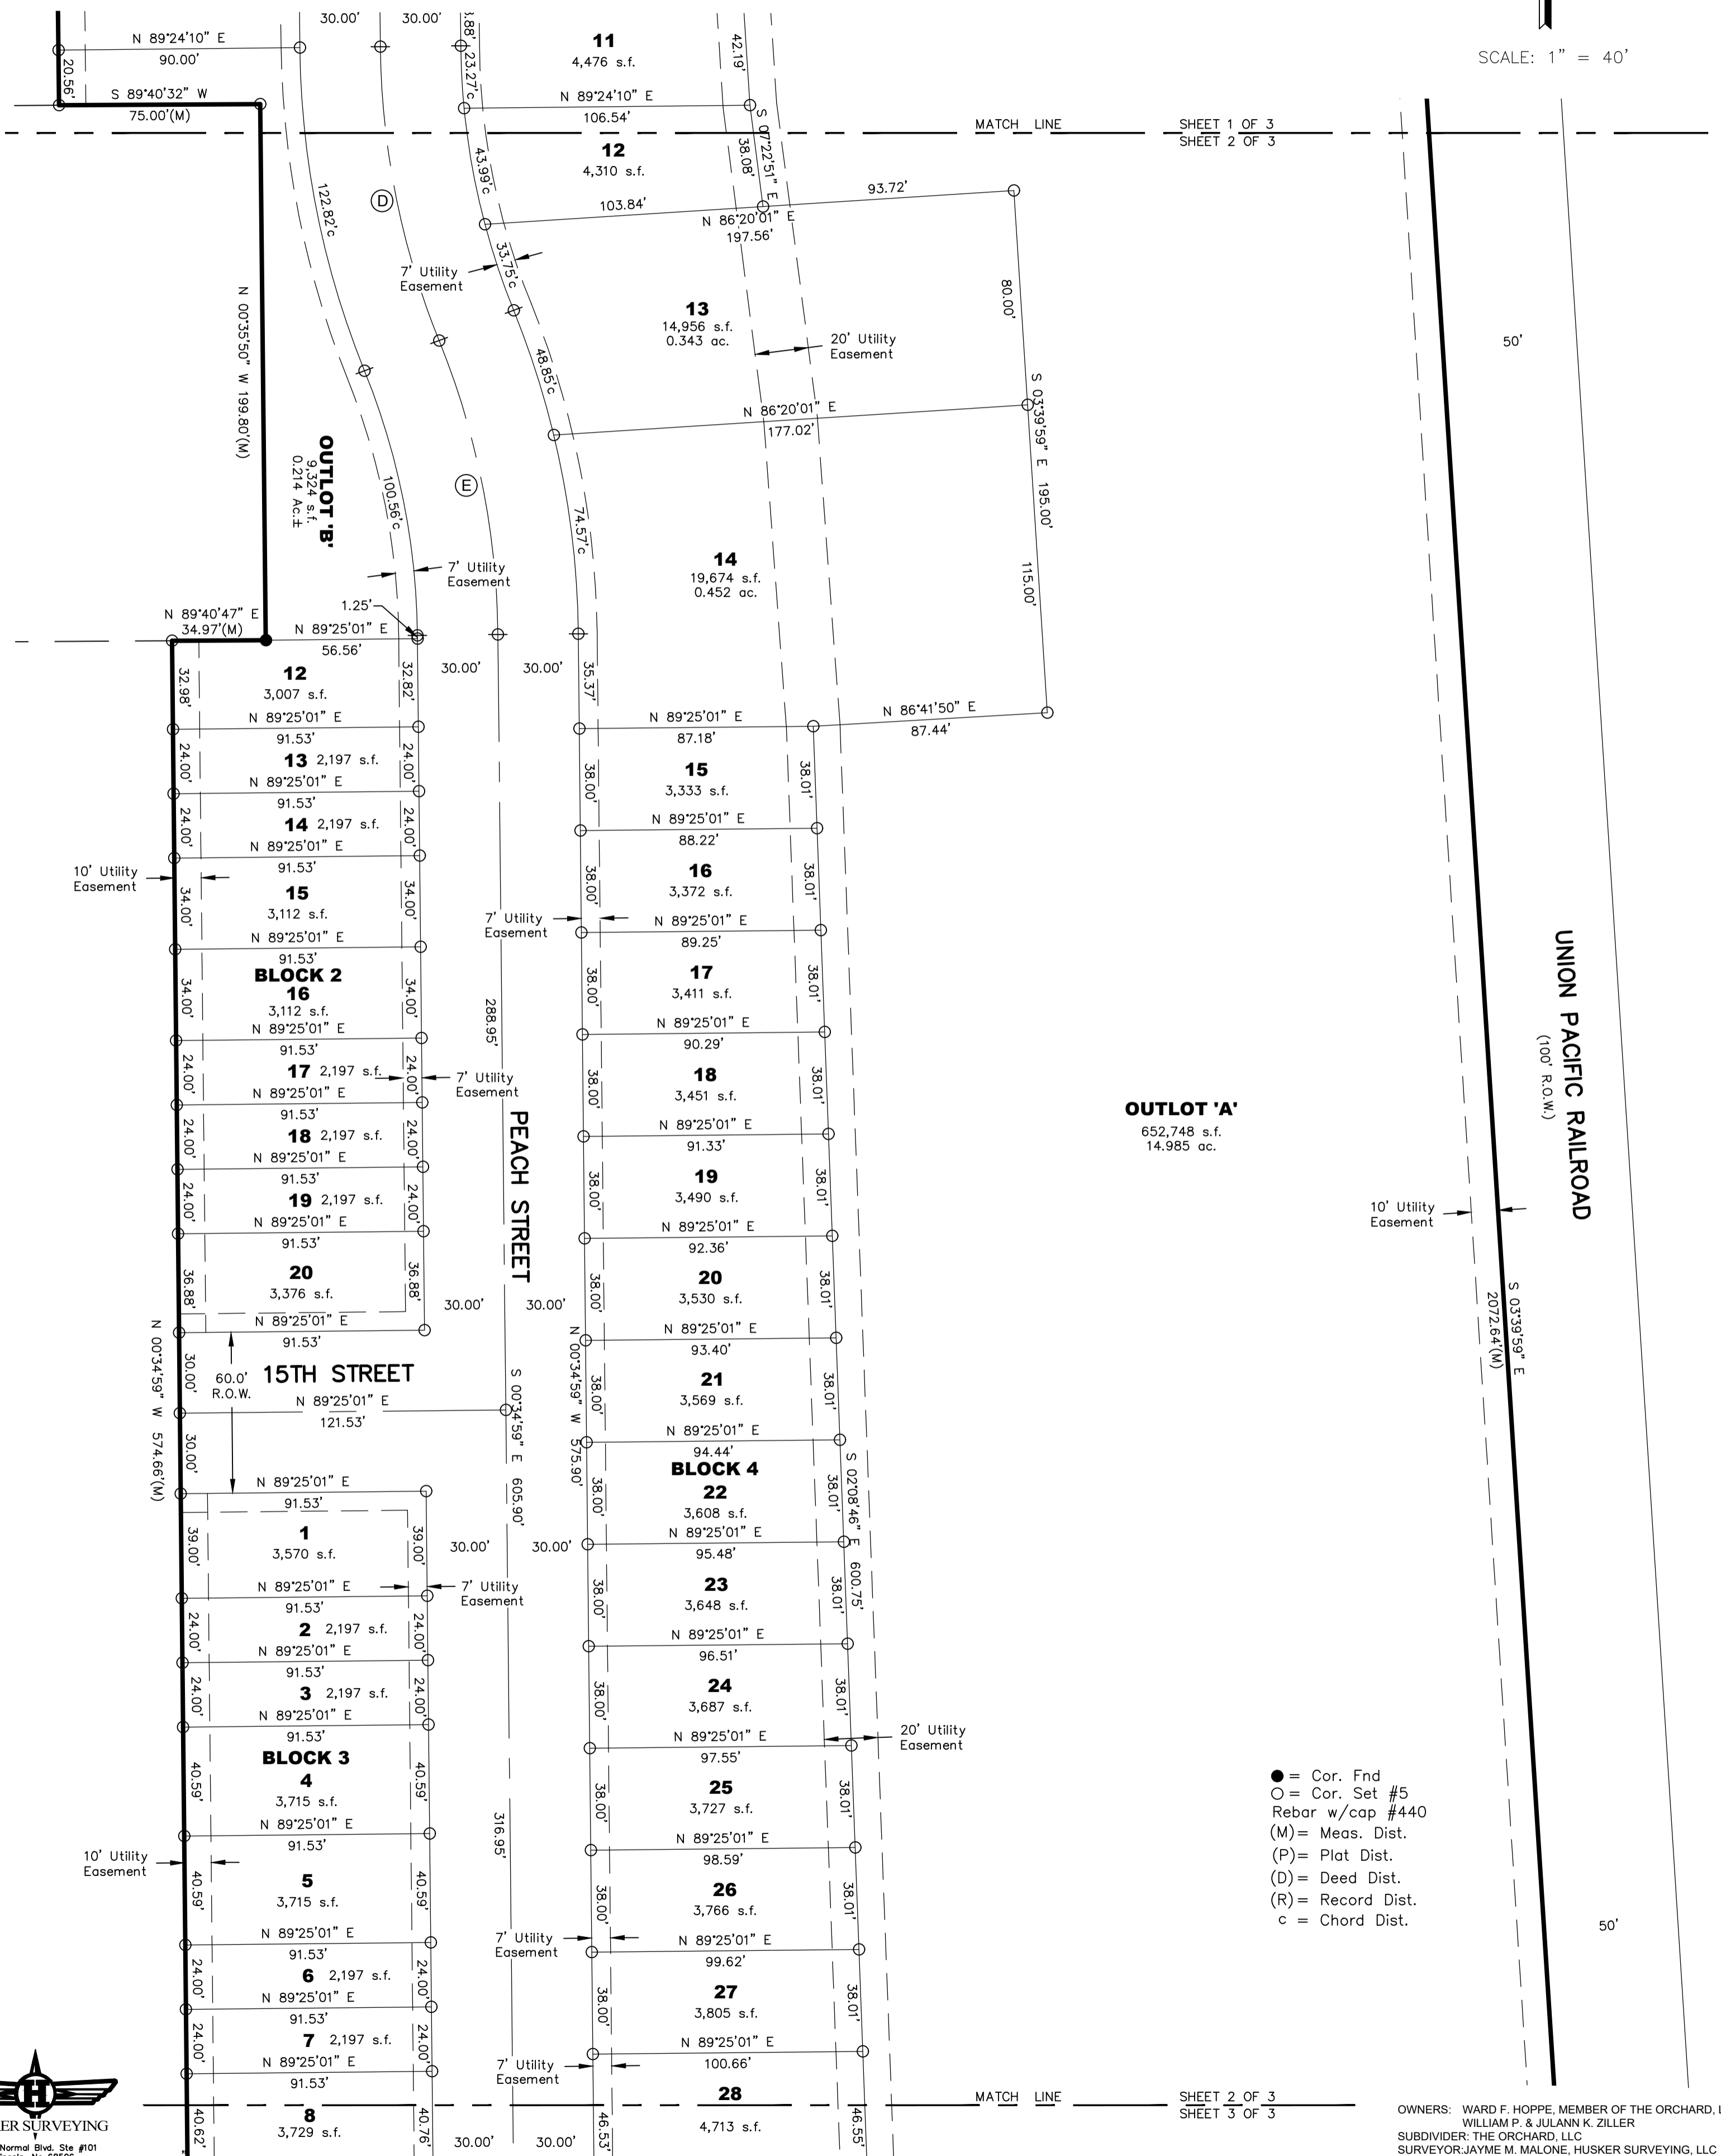 30.00'
30.00'
.88'
N 89°24'10" E
90.00'
20.56'
S 89°40'32" W
75.00'(M)
23.27'c
11
4,476 s.f.
42.19'
N 89°24'10" E
106.54'
SCALE: 1" = 40'
MATCH LINE
SHEET 1 OF 3
SHEET 2 OF 3
12
4,310 s.f.
43.99'c
38.08'
S 07°22'51" E
122.82'c
D
103.84'
93.72'
N 86°20'01" E
197.56'
33.75'c
7' Utility
Easement
N 00°35'50" W 199.80'(M)
13
14,956 s.f.
0.343 ac.
80.00'
20' Utility
Easement
50'
48.85'c
N 86°20'01" E
177.02'
S 03°39'59" E 195.00'
OUTLOT 'B'
9,324 s.f.
0.214 Ac.±
100.56'c
E
74.57'c
14
19,674 s.f.
0.452 ac.
115.00'
7' Utility
Easement
1.25'
N 89°40'47" E
34.97'(M)
N 89°25'01" E
56.56'
30.00'
30.00'
35.37'
32.98'
12
3,007 s.f.
32.82'
N 89°25'01" E
91.53'
N 89°25'01" E
87.18'
N 86°41'50" E
87.44'
24.00'
13 2,197 s.f.
24.00'
N 89°25'01" E
91.53'
38.00'
15
3,333 s.f.
38.01'
24.00'
14 2,197 s.f.
24.00'
N 89°25'01" E
91.53'
N 89°25'01" E
88.22'
10' Utility
Easement
34.00'
15
3,112 s.f.
34.00'
38.00'
16
3,372 s.f.
38.01'
7' Utility
Easement
N 89°25'01" E
91.53'
N 89°25'01" E
89.25'
BLOCK 2
34.00'
16
3,112 s.f.
34.00'
288.95'
38.00'
17
3,411 s.f.
38.01'
N 89°25'01" E
91.53'
N 89°25'01" E
90.29'
24.00'
17 2,197 s.f.
24.00'
7' Utility
Easement
38.00'
18
3,451 s.f.
38.01'
N 89°25'01" E
91.53'
N 89°25'01" E
91.33'
24.00'
18 2,197 s.f.
24.00'
PEACH STREET
N 89°25'01" E
91.53'
38.00'
19
3,490 s.f.
38.01'
24.00'
19 2,197 s.f.
24.00'
N 89°25'01" E
91.53'
N 89°25'01" E
92.36'
36.88'
20
3,376 s.f.
36.88'
30.00'
30.00'
38.00'
20
3,530 s.f.
38.01'
N 89°25'01" E
91.53'
N 89°25'01" E
93.40'
OUTLOT 'A'
652,748 s.f.
14.985 ac.
UNION PACIFIC RAILROAD
(100' R.O.W.)
10' Utility
Easement
S 03°39'59" E
2072.64'(M)
N 00°34'59" W 574.66'(M)
30.00'
60.0'
R.O.W.
15TH STREET
N 89°25'01" E
121.53'
30.00'
S 00°34'59" E 605.90'
N 00°34'59" W 575.90'
38.00'
21
3,569 s.f.
38.01'
N 89°25'01" E
94.44'
BLOCK 4
38.00'
22
3,608 s.f.
38.01'
S 02°08'46" E 600.75'
N 89°25'01" E
91.53'
39.00'
1
3,570 s.f.
39.00'
30.00'
30.00'
N 89°25'01" E
95.48'
N 89°25'01" E
91.53'
7' Utility
Easement
38.00'
23
3,648 s.f.
38.01'
24.00'
2 2,197 s.f.
24.00'
N 89°25'01" E
91.53'
N 89°25'01" E
96.51'
24.00'
3 2,197 s.f.
24.00'
38.00'
24
3,687 s.f.
38.01'
N 89°25'01" E
91.53'
N 89°25'01" E
97.55'
20' Utility
Easement
BLOCK 3
40.59'
4
3,715 s.f.
40.59'
38.00'
25
3,727 s.f.
38.01'
N 89°25'01" E
91.53'
316.95'
N 89°25'01" E
98.59'
10' Utility
Easement
40.59'
5
3,715 s.f.
40.59'
38.00'
26
3,766 s.f.
38.01'
7' Utility
Easement
N 89°25'01" E
91.53'
N 89°25'01" E
99.62'
24.00'
6 2,197 s.f.
24.00'
38.00'
27
3,805 s.f.
38.01'
N 89°25'01" E
91.53'
24.00'
7 2,197 s.f.
24.00'
N 89°25'01" E
91.53'
7' Utility
Easement
N 89°25'01" E
100.66'
● = Cor. Fnd
○ = Cor. Set #5
Rebar w/cap #440
(M)= Meas. Dist.
(P)= Plat Dist.
(D)= Deed Dist.
(R)= Record Dist.
c = Chord Dist.
50'
MATCH LINE
SHEET 2 OF 3
SHEET 3 OF 3
40.62'
8
3,729 s.f.
40.76'
30.00'
30.00'
46.53'
28
4,713 s.f.
46.55'
H
ER SURVEYING
Normal Blvd. Ste #101
OWNERS: WARD F. HOPPE, MEMBER OF THE ORCHARD, L
WILLIAM P. & JULANN K. ZILLER
SUBDIVIDER: THE ORCHARD, LLC
SURVEYOR:JAYME M. MALONE, HUSKER SURVEYING, LLC